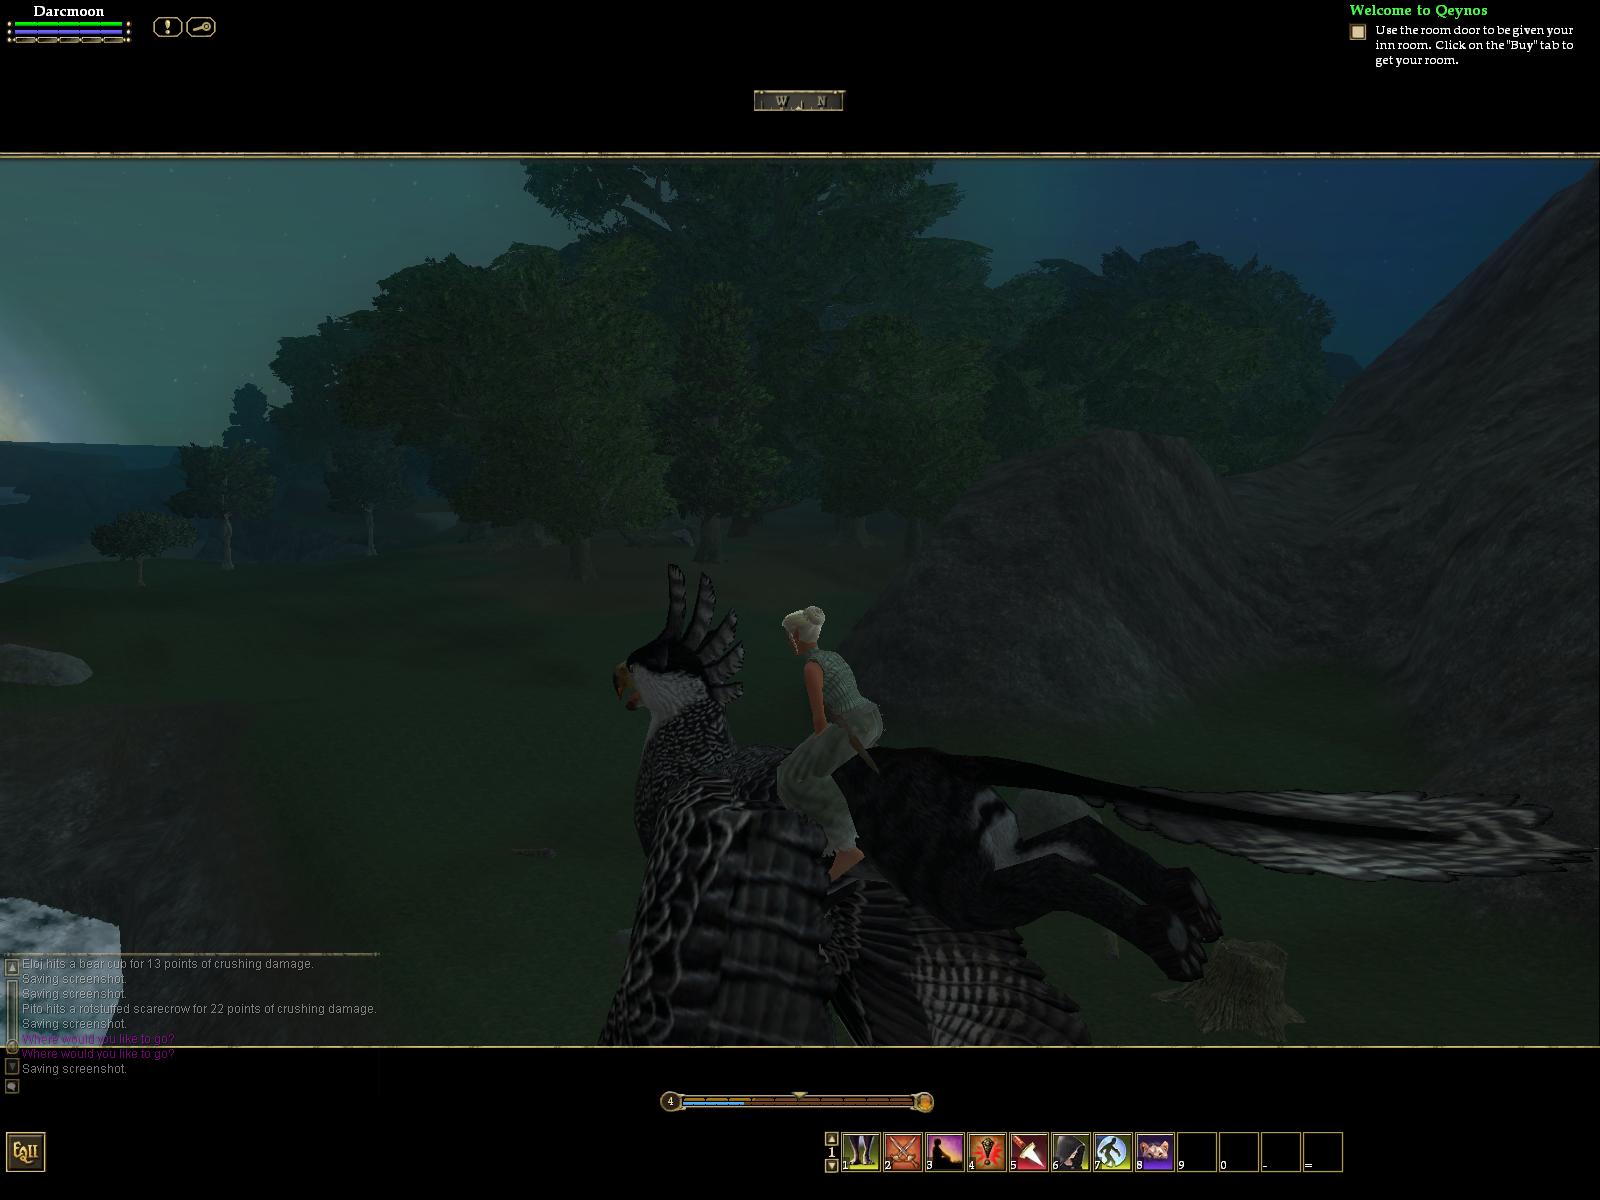 Darcmoon
Welcome to Qeynos
Use the room door to be given your
inn room. Click on the "Buy" tab to
get your room.
W N
Eloj hits a bear cub for 13 points of crushing damage.
Saving screenshot.
Saving screenshot.
Pito hits a rotstuffed scarecrow for 22 points of crushing damage.
Saving screenshot.
Where would you like to go?
Where would you like to go?
Saving screenshot.
4
EQII
1
1 2 3 4 5 6 7 8 9 0 - =